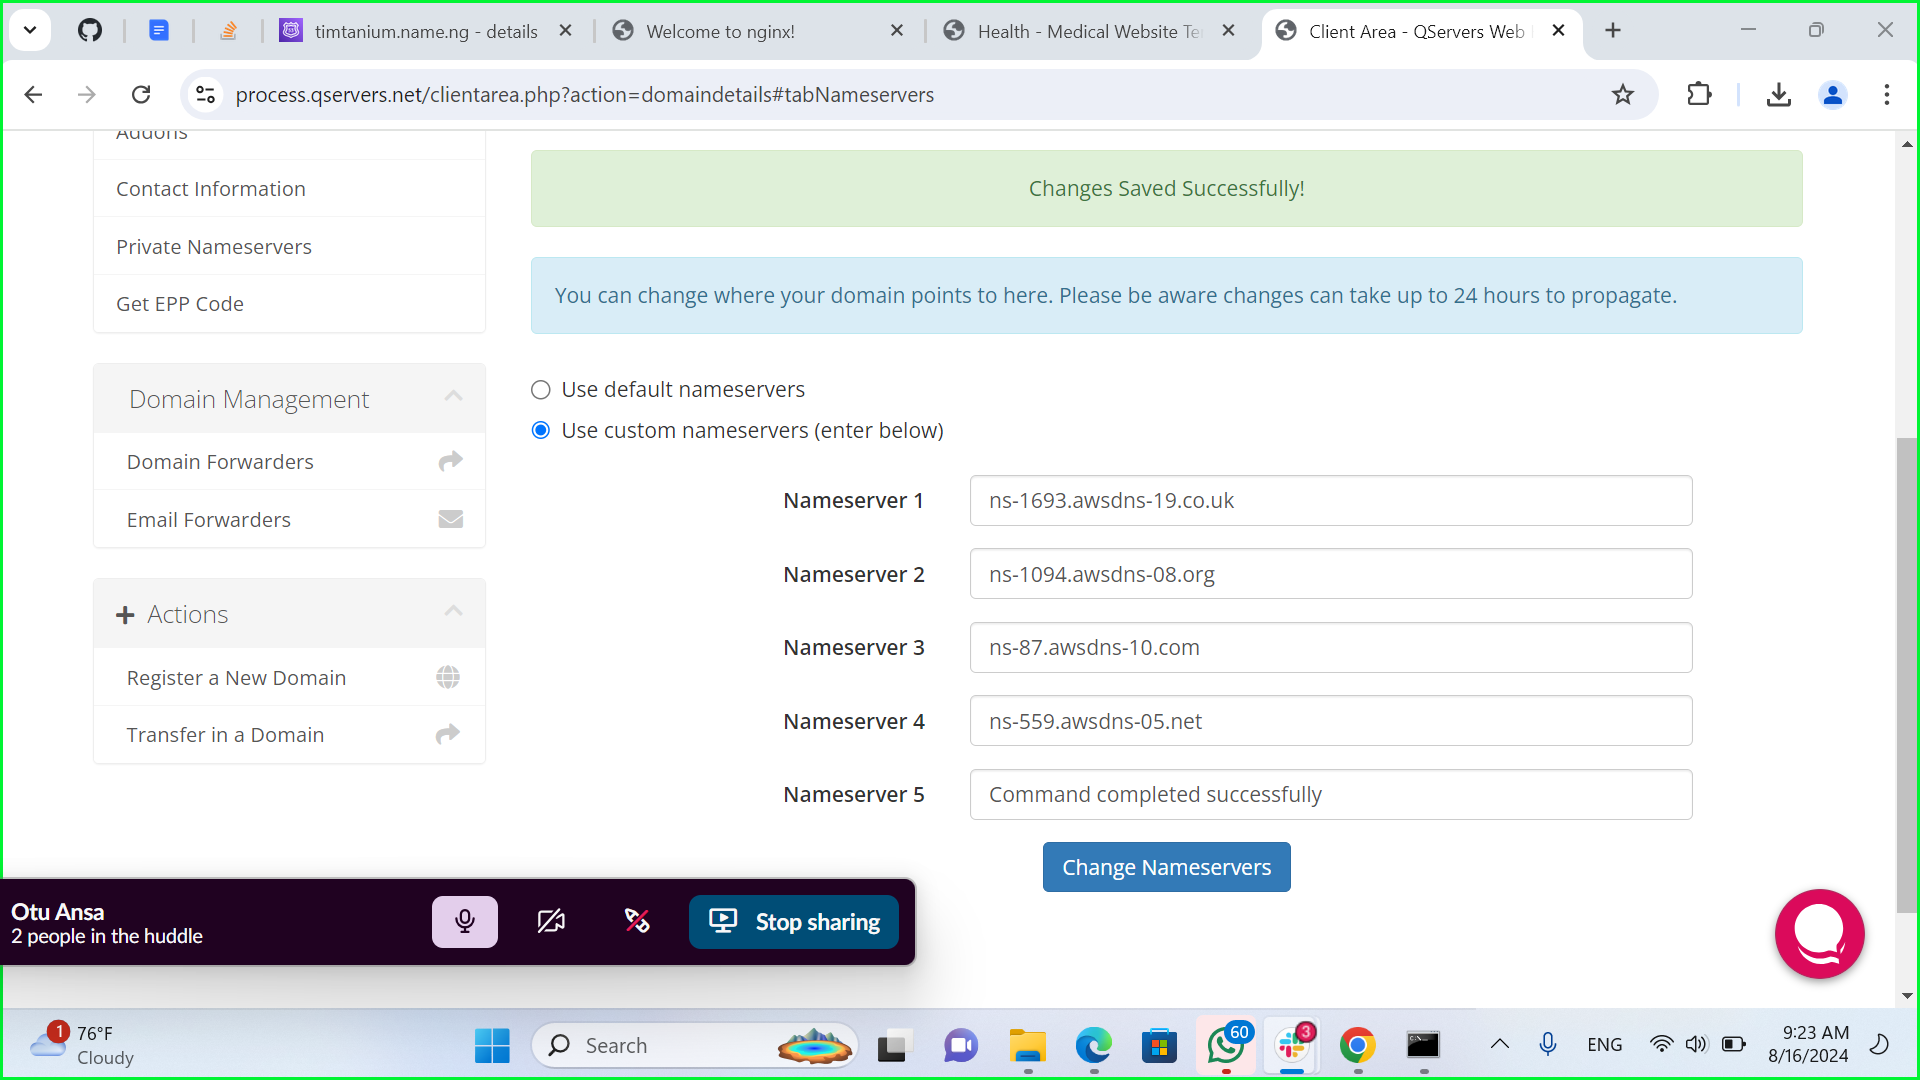 timtanium.name.ng - details
Welcome to nginx!
Health - Medical Website Te
Client Area - QServers Web
process.qservers.net/clientarea.php?action=domaindetails#tabNameservers
Addons
Contact Information
Private Nameservers
Get EPP Code
Domain Management
Domain Forwarders
Email Forwarders
Actions
Register a New Domain
Transfer in a Domain
Changes Saved Successfully!
You can change where your domain points to here. Please be aware changes can take up to 24 hours to propagate.
Use default nameservers
Use custom nameservers (enter below)
Nameserver 1
ns-1693.awsdns-19.co.uk
Nameserver 2
ns-1094.awsdns-08.org
Nameserver 3
ns-87.awsdns-10.com
Nameserver 4
ns-559.awsdns-05.net
Nameserver 5
Command completed successfully
Change Nameservers
Otu Ansa
2 people in the huddle
Stop sharing
1
76°F
Cloudy
Search
60
3
ENG
9:23 AM
8/16/2024